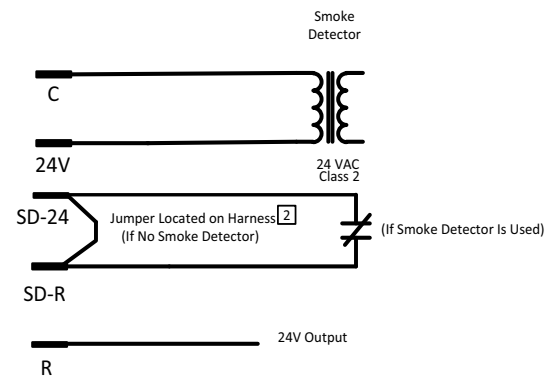 Smoke
Detector
C
24V
24 VAC
Class 2
SD-24
Jumper Located on Harness 2
(If No Smoke Detector)
(If Smoke Detector Is Used)
SD-R
24V Output
R